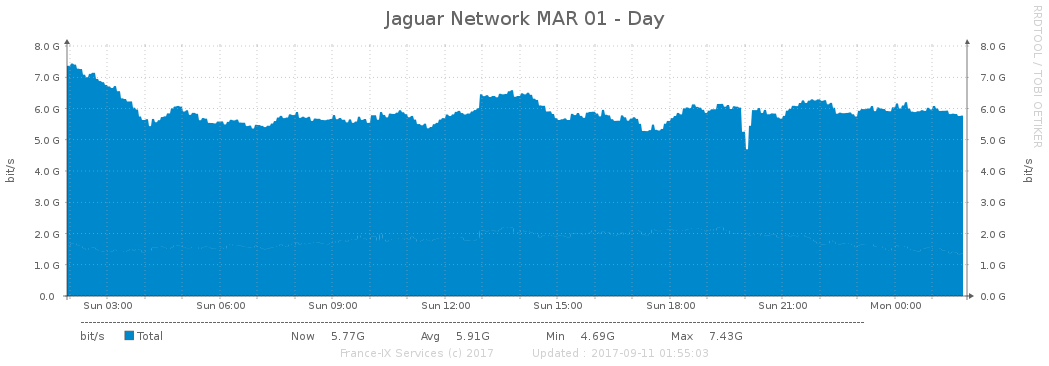 Jaguar Network MAR 01 - Day
RRDTOOL / TOBI OETIKER
8.0 G 8.0 G
7.0 G 7.0 G
6.0 G 6.0 G
5.0 G 5.0 G
4.0 G 4.0 G
3.0 G 3.0 G
2.0 G 2.0 G
1.0 G 1.0 G
0.0 0.0 G
bit/s
bit/s
Sun 03:00 Sun 06:00 Sun 09:00 Sun 12:00 Sun 15:00 Sun 18:00 Sun 21:00 Mon 00:00
bit/s Total Now 5.77G Avg 5.91G Min 4.69G Max 7.43G
France-IX Services (c) 2017 Updated : 2017-09-11 01:55:03